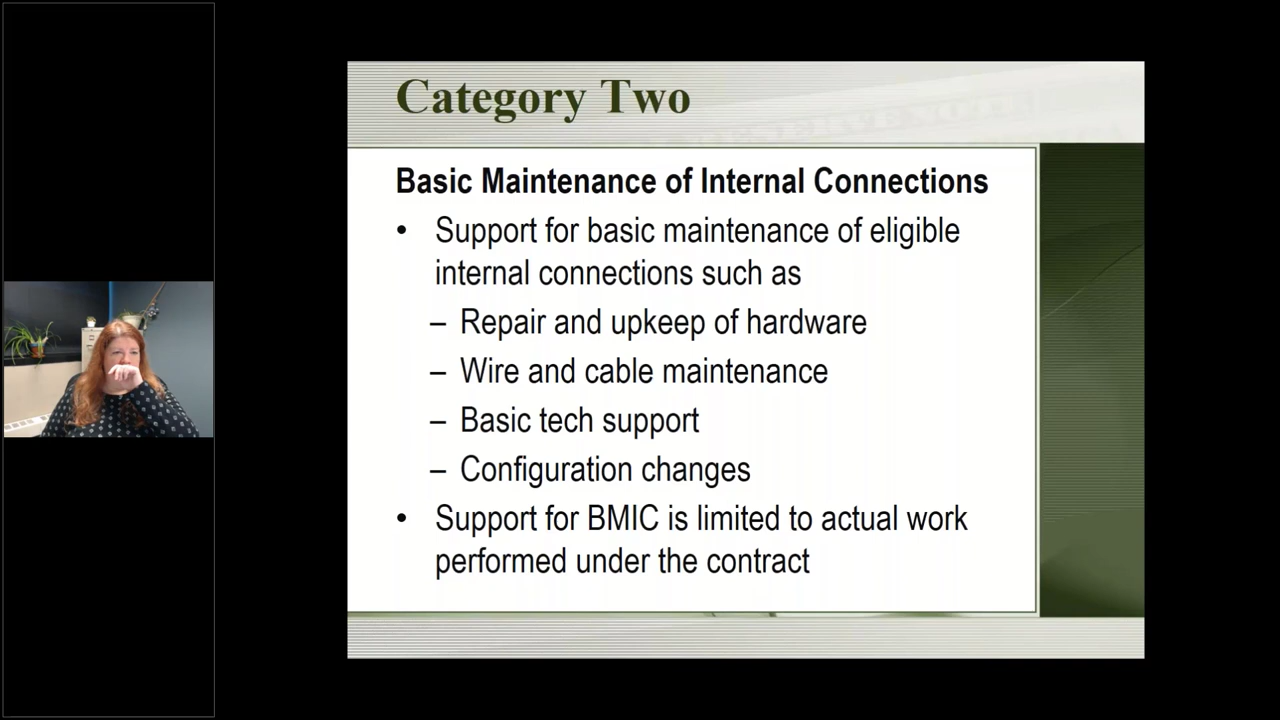 Category Two
Basic Maintenance of Internal Connections
• Support for basic maintenance of eligible
internal connections such as
– Repair and upkeep of hardware
– Wire and cable maintenance
– Basic tech support
– Configuration changes
• Support for BMIC is limited to actual work
performed under the contract